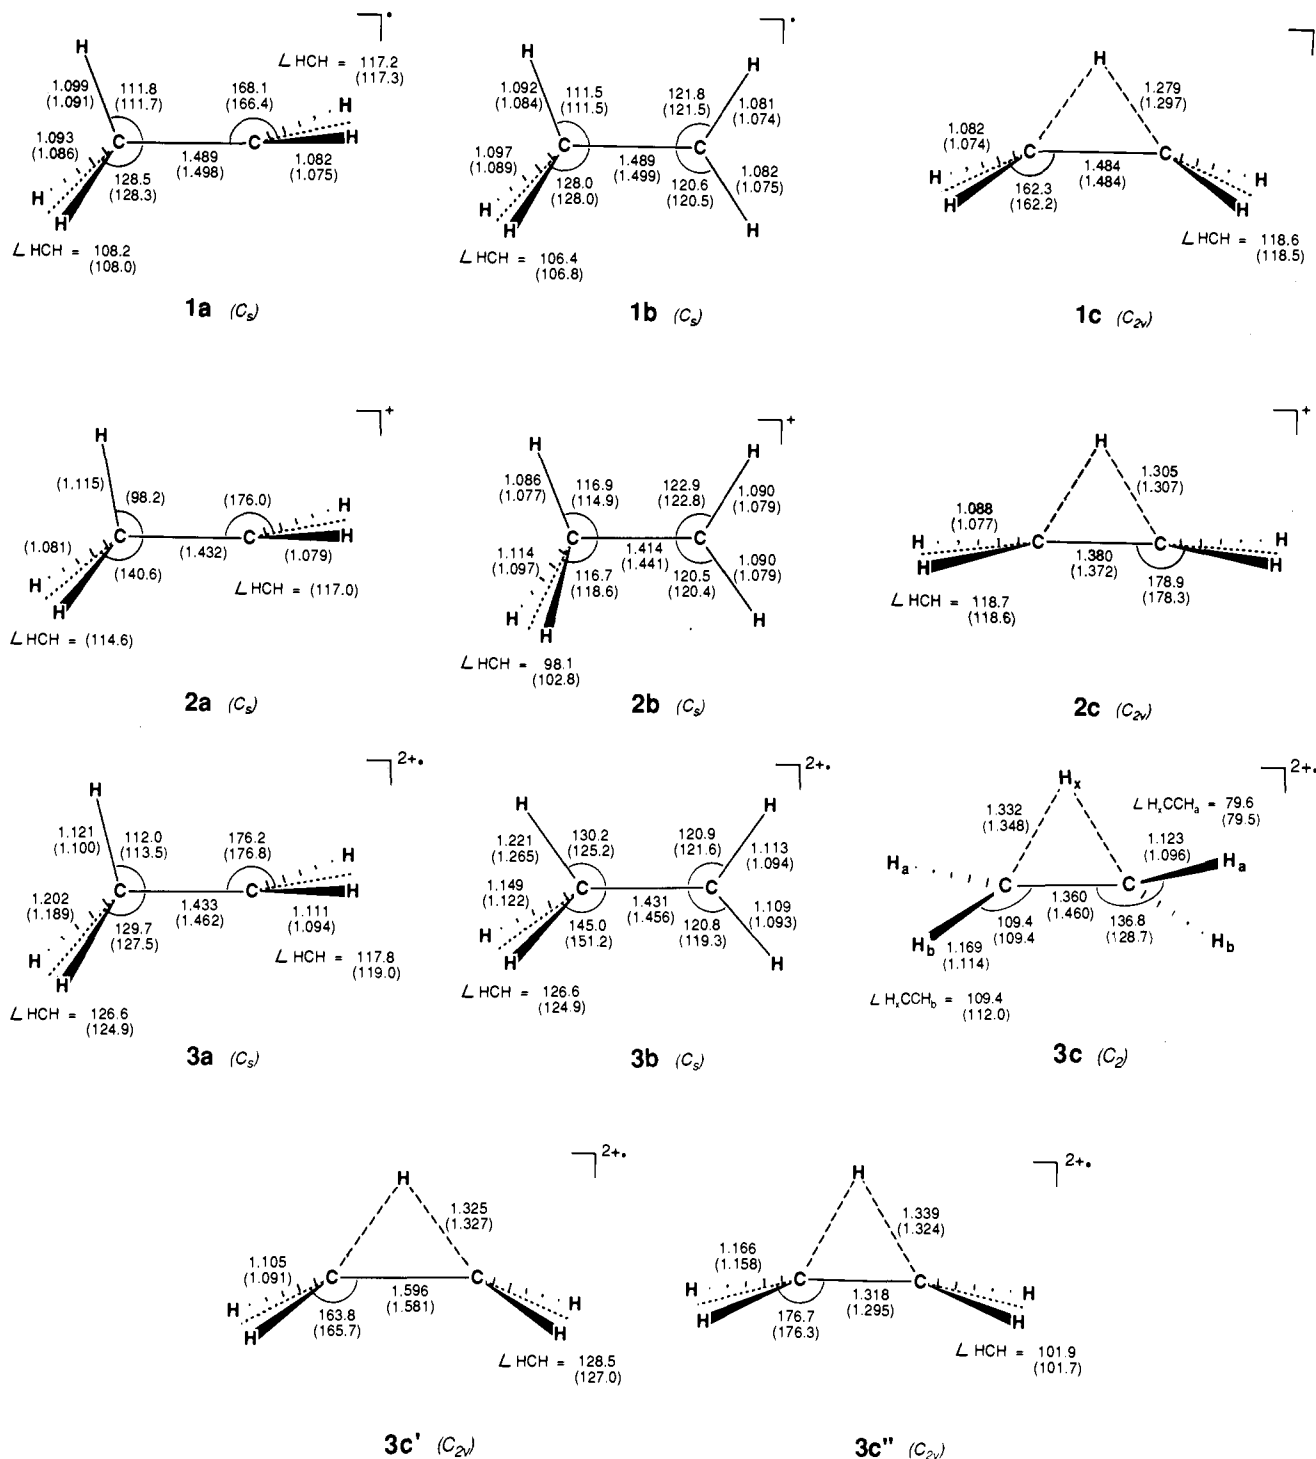 H
1.099
(1.091)
111.8
(111.7)
168.1
(166.4)
∠ HCH = 117.2
(117.3)
•
H
H
1.093
(1.086)
C
C
1.489
(1.498)
1.082
(1.075)
128.5
(128.3)
H
H
∠ HCH = 108.2
(108.0)
1a (Cs)
H
1.092
(1.084)
111.5
(111.5)
121.8
(121.5)
H
1.081
(1.074)
•
1.097
(1.089)
C
C
1.489
(1.499)
128.0
(128.0)
120.6
(120.5)
1.082
(1.075)
H
H
H
∠ HCH = 106.4
(106.8)
1b (Cs)
H
1.279
(1.297)
1.082
(1.074)
C
C
1.484
(1.484)
162.3
(162.2)
H
H
H
H
∠ HCH = 118.6
(118.5)
1c (C2v)
H
(1.115)
(98.2)
(176.0)
+
H
H
(1.081)
C
C
(1.432)
(1.079)
(140.6)
H
H
∠ HCH = (117.0)
∠ HCH = (114.6)
2a (Cs)
H
1.086
(1.077)
116.9
(114.9)
122.9
(122.8)
H
1.090
(1.079)
+
1.114
(1.097)
C
C
1.414
(1.441)
116.7
(118.6)
120.5
(120.4)
1.090
(1.079)
H
H
H
∠ HCH = 98.1
(102.8)
2b (Cs)
H
+
1.305
(1.307)
1.088
(1.077)
C
C
1.380
(1.372)
178.9
(178.3)
H
H
H
H
∠ HCH = 118.7
(118.6)
2c (C2v)
H
1.121
(1.100)
112.0
(113.5)
176.2
(176.8)
2+•
H
H
1.202
(1.189)
C
C
1.433
(1.462)
1.111
(1.094)
129.7
(127.5)
H
H
∠ HCH = 117.8
(119.0)
∠ HCH = 126.6
(124.9)
3a (Cs)
H
1.221
(1.265)
130.2
(125.2)
120.9
(121.6)
H
1.113
(1.094)
2+•
1.149
(1.122)
C
C
1.431
(1.456)
145.0
(151.2)
120.8
(119.3)
1.109
(1.093)
H
H
H
∠ HCH = 126.6
(124.9)
3b (Cs)
Hx
2+•
1.332
(1.348)
∠ HxCCHa = 79.6
(79.5)
1.123
(1.096)
Ha
Ha
C
C
1.360
(1.460)
109.4
(109.4
136.8
(128.7)
Hb
Hb
1.169
(1.114)
∠ HxCCHb = 109.4
(112.0)
3c (C2)
H
2+•
1.325
(1.327)
1.105
(1.091)
C
C
1.596
(1.581)
163.8
(165.7)
H
H
H
H
∠ HCH = 128.5
(127.0)
3c' (C2v)
H
2+•
1.339
(1.324)
1.166
(1.158)
C
C
1.318
(1.295)
176.7
(176.3)
H
H
H
H
∠ HCH = 101.9
(101.7)
3c" (C2v)